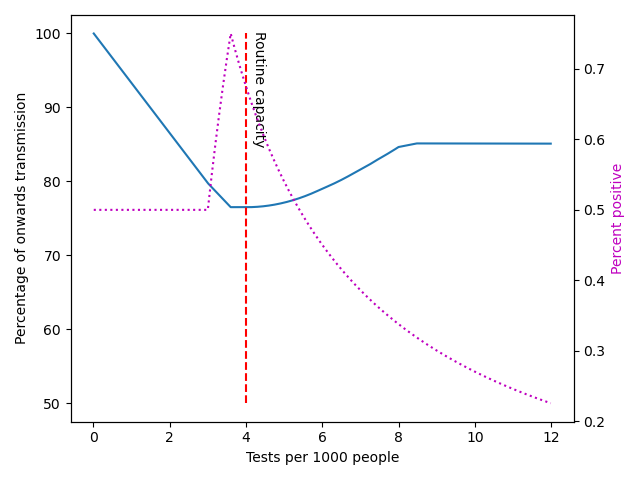 100
90
80
70
60
50
Percentage of onwards transmission
Routine capacity
0.7
0.6
0.5
0.4
0.3
0.2
Percent positive
0 2 4 6 8 10 12
Tests per 1000 people